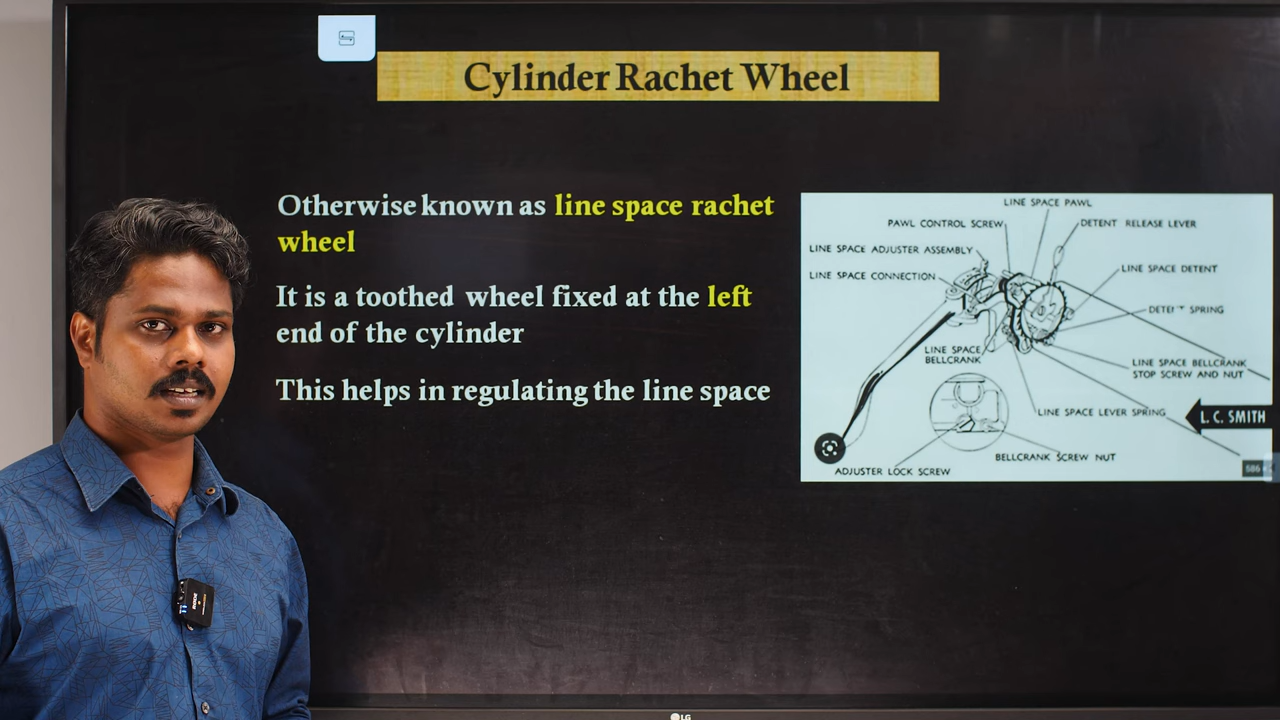 Cylinder Rachet Wheel
Otherwise known as line space rachet
wheel
It is a toothed wheel fixed at the left
end of the cylinder
This helps in regulating the line space
LINE SPACE PAWL
PAWL CONTROL SCREW
DETENT RELEASE LEVER
LINE SPACE ADJUSTER ASSEMBLY
LINE SPACE DETENT
LINE SPACE CONNECTION
DETENT SPRING
LINE SPACE
BELLCRANK
LINE SPACE BELLCRANK
STOP SCREW AND NUT
LINE SPACE LEVER SPRING
L. C. SMITH
BELLCRANK SCREW NUT
ADJUSTER LOCK SCREW
586
LG